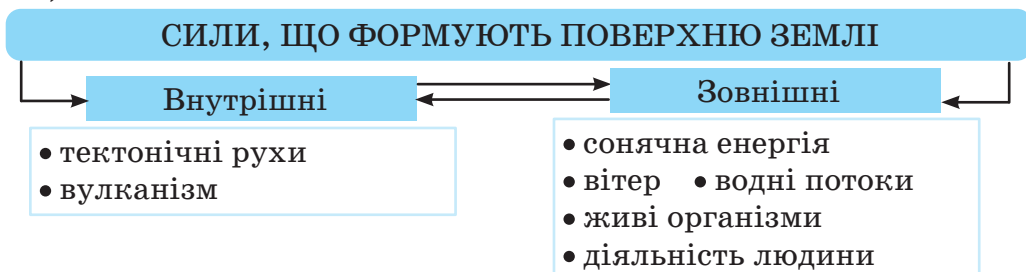 СИЛИ, ЩО ФОРМУЮТЬ ПОВЕРХНЮ ЗЕМЛІ
Внутрішні
• тектонічні рухи
• вулканізм
Зовнішні
• сонячна енергія
• вітер • водні потоки
• живі організми
• діяльність людини